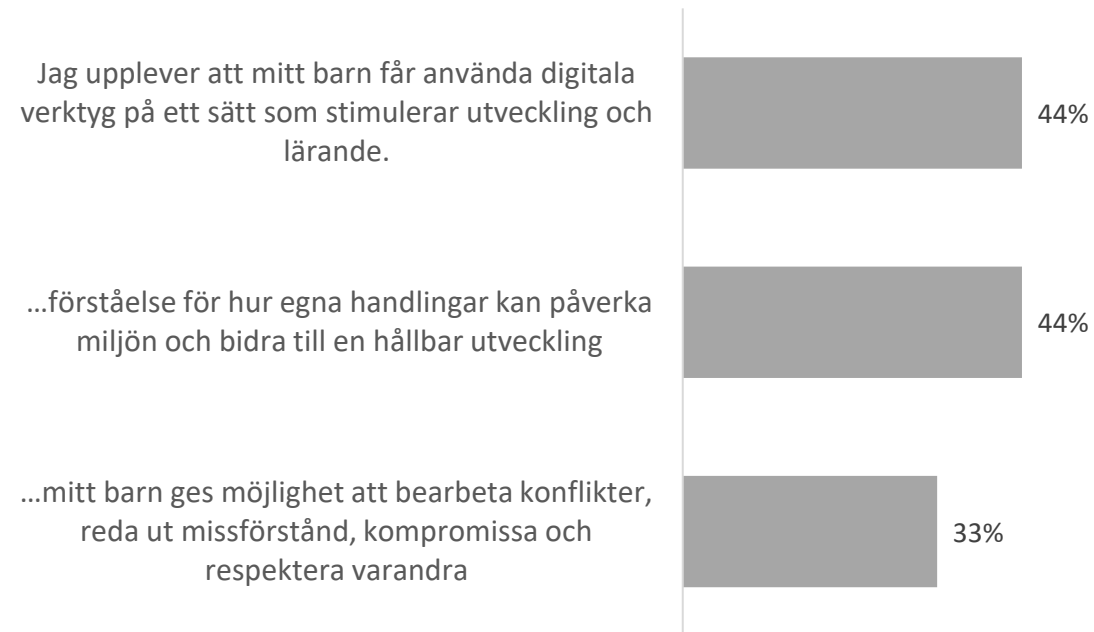 Jag upplever att mitt barn får använda digitala
verktyg på ett sätt som stimulerar utveckling och
lärande.
44%
...förståelse för hur egna handlingar kan påverka
miljön och bidra till en hållbar utveckling
44%
...mitt barn ges möjlighet att bearbeta konflikter,
reda ut missförstånd, kompromissa och
respektera varandra
33%